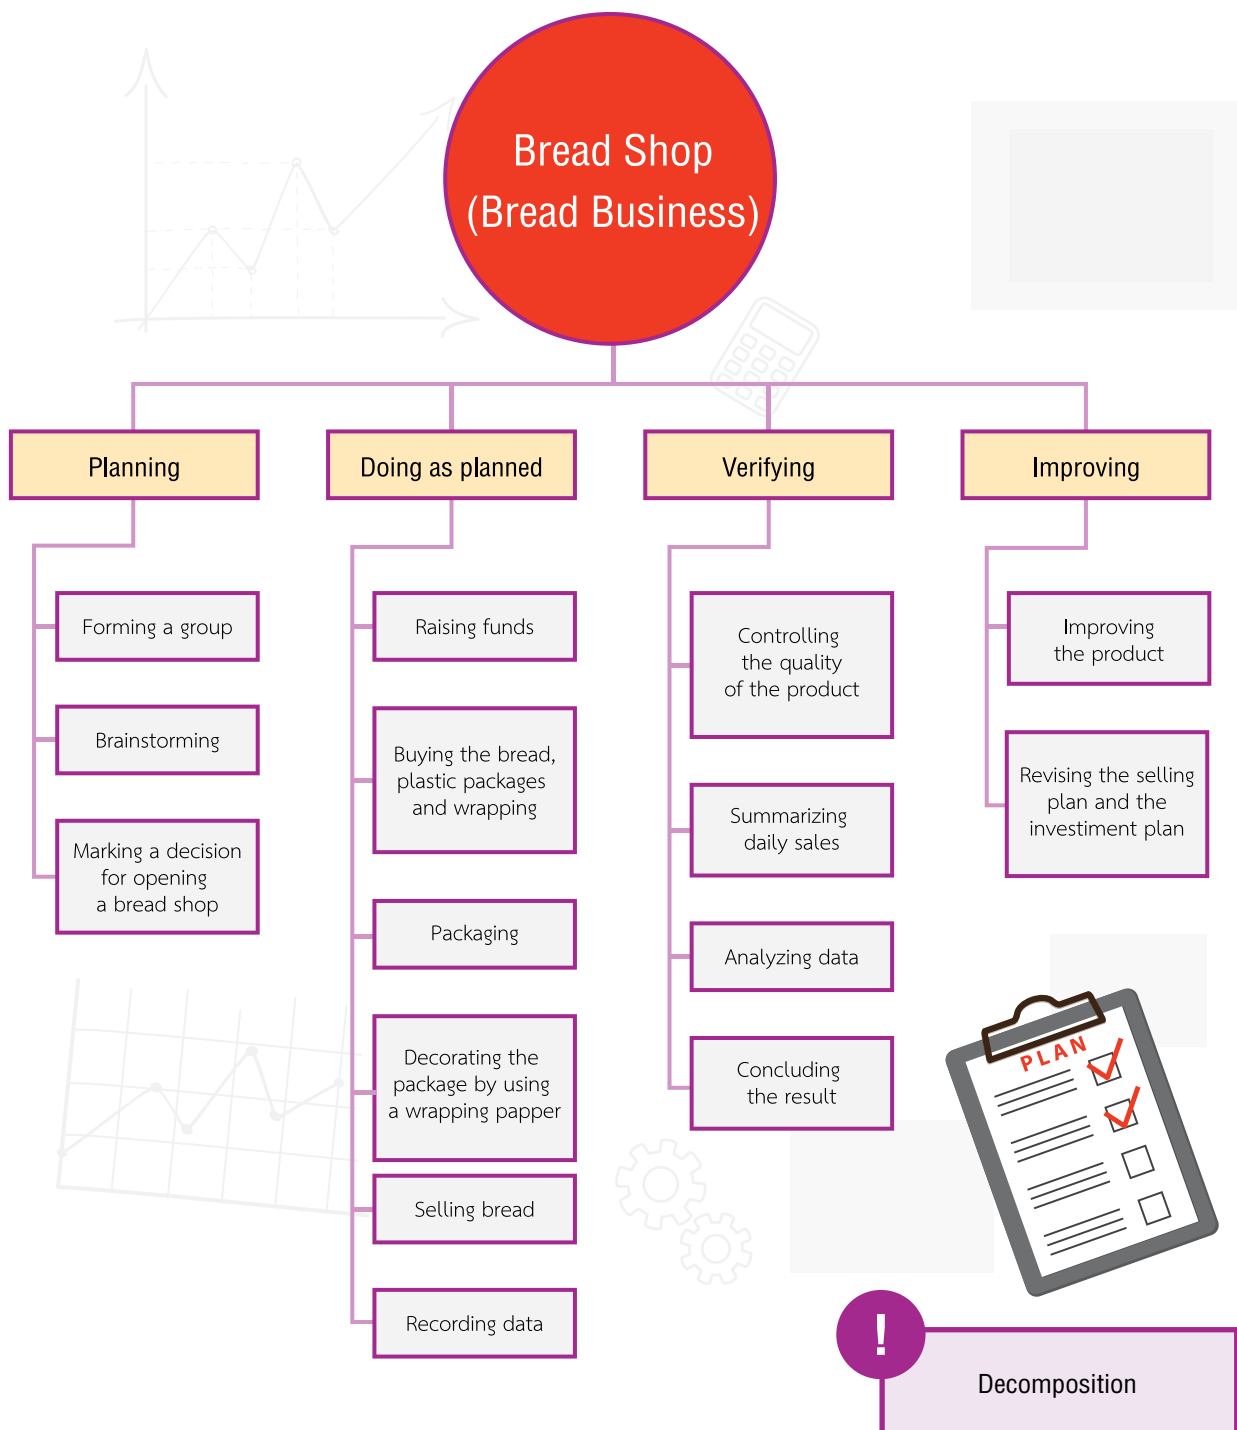 Bread Shop
(Bread Business)
Planning
Forming a group
Brainstorming
Marking a decision
for opening
a bread shop
Doing as planned
Raising funds
Buying the bread,
plastic packages
and wrapping
Packaging
Decorating the
package by using
a wrapping papper
Selling bread
Recording data
Verifying
Controlling
the quality
of the product
Summarizing
daily sales
Analyzing data
Concluding
the result
Improving
Improving
the product
Revising the selling
plan and the
investiment plan
PLAN
!
Decomposition